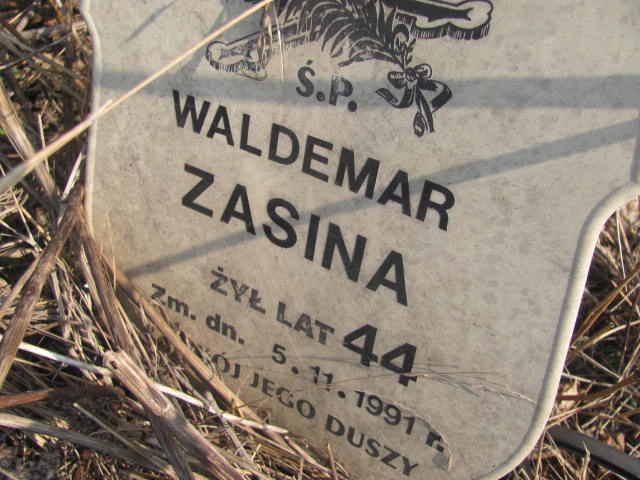 Ś.P.
WALDEMAR
ZASINA
ŻYŁ LAT 44
Zm. dn. 5.11.1991 r.
JEGO DUSZY